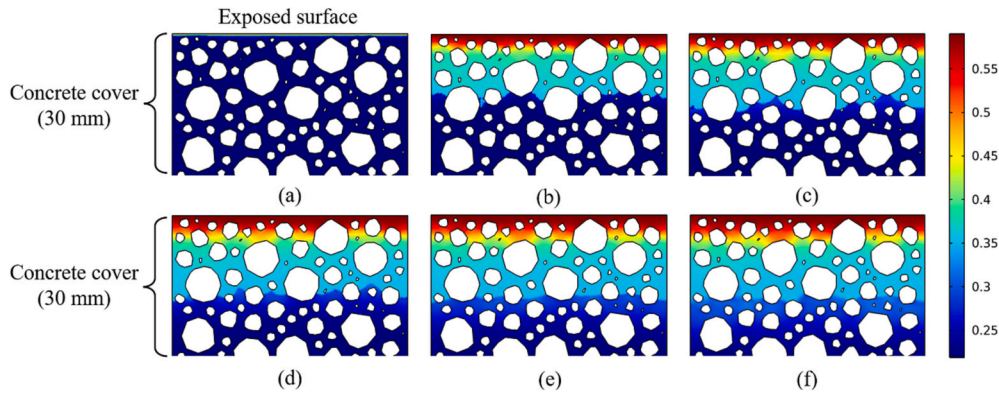 Exposed surface
Concrete cover
(30 mm)
(a)
(b)
(c)
Concrete cover
(30 mm)
(d)
(e)
(f)
0.55
0.5
0.45
0.4
0.35
0.3
0.25